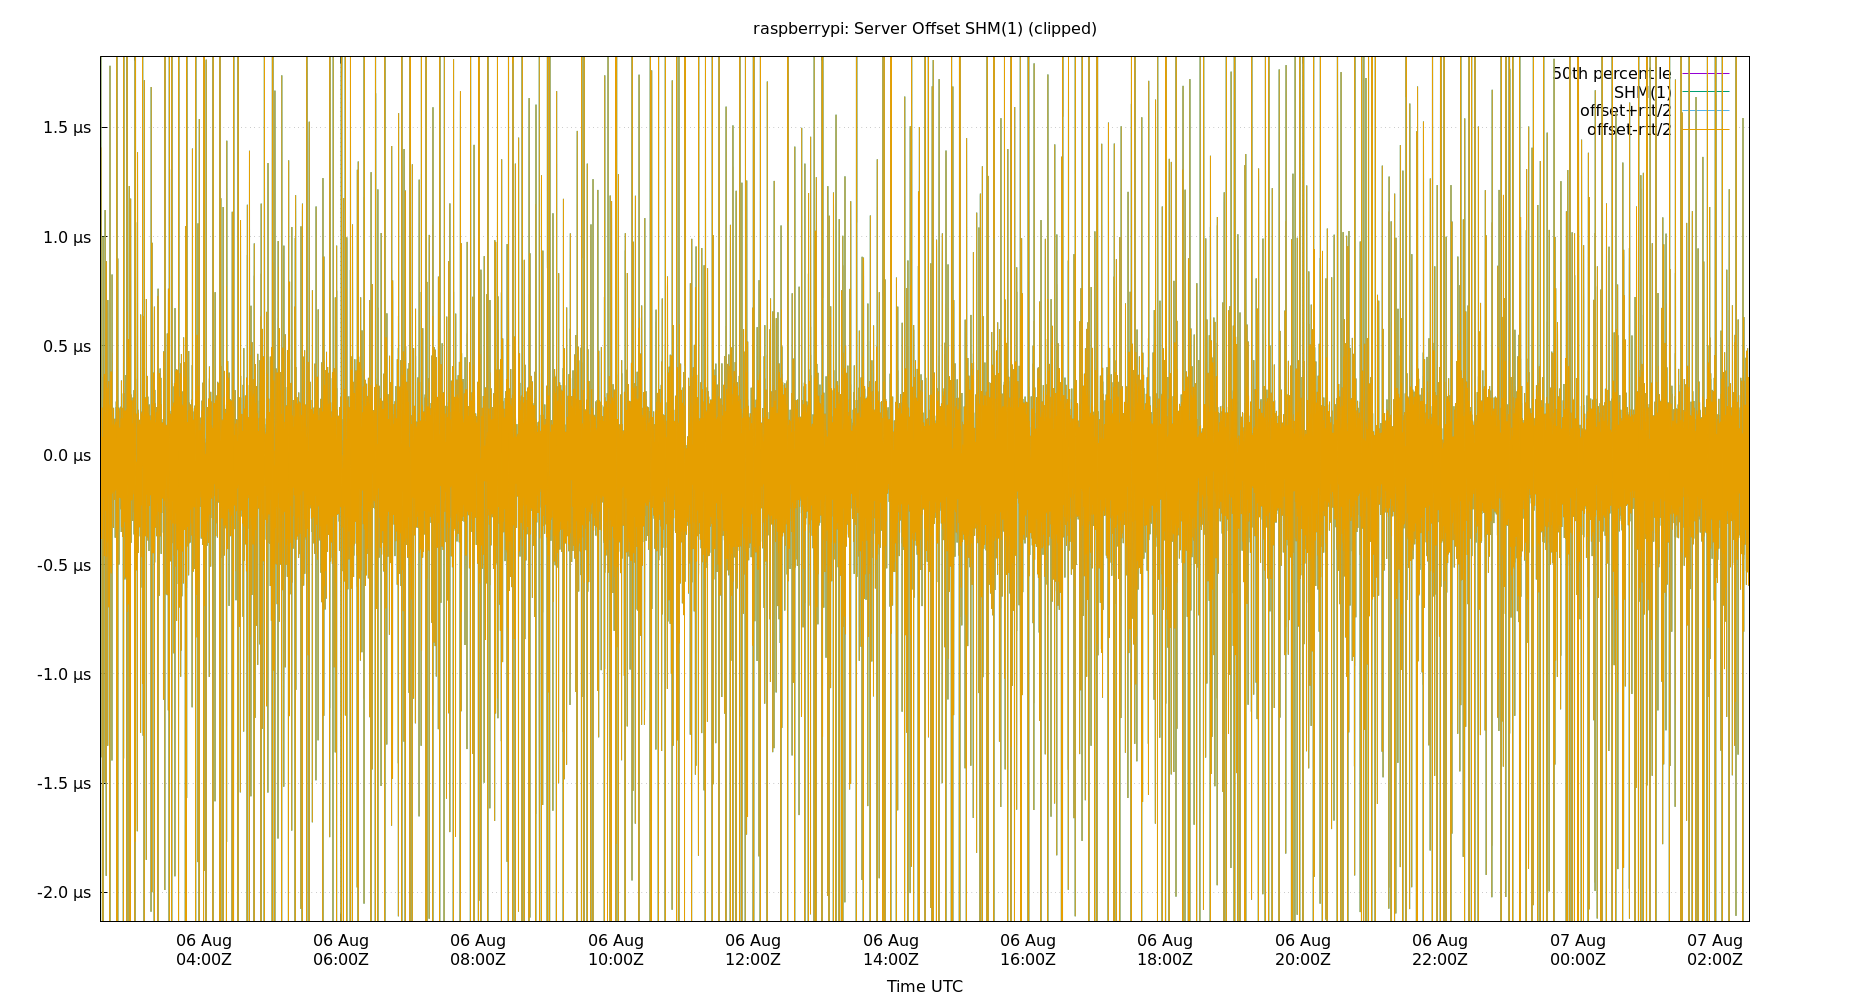 raspberrypi: Server Offset SHM(1) (clipped)
50th percentile
SHM(1)
offset+rtt/2
offset-rtt/2
1.5 µs
1.0 µs
0.5 µs
0.0 µs
-0.5 µs
-1.0 µs
-1.5 µs
-2.0 µs
06 Aug 06 Aug 06 Aug 06 Aug 06 Aug 06 Aug 06 Aug 06 Aug 06 Aug 06 Aug 07 Aug 07 Aug
04:00Z 06:00Z 08:00Z 10:00Z 12:00Z 14:00Z 16:00Z 18:00Z 20:00Z 22:00Z 00:00Z 02:00Z
Time UTC